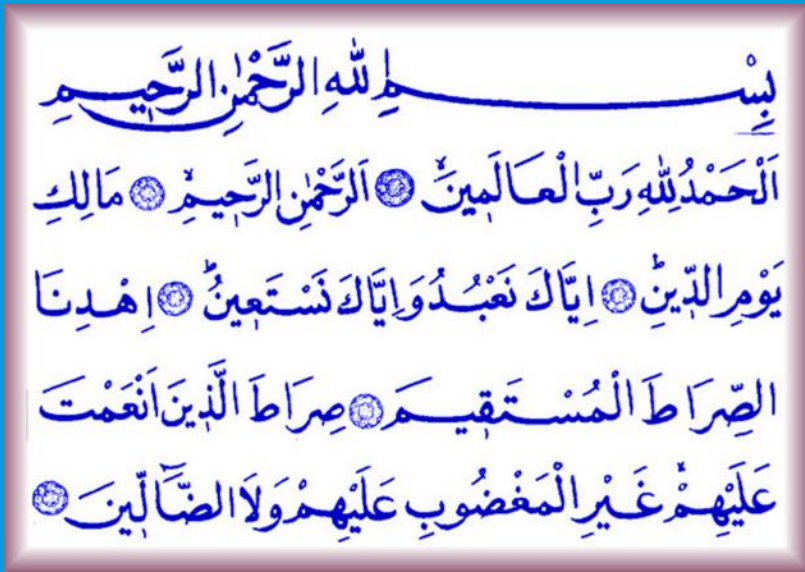 بِسْمِ اللهِ الرَّحْمٰنِ الرَّحِيمِ
اَلْحَمْدُ لِلّٰهِ رَبِّ الْعَالَمِينَۙ ۝ اَلرَّحْمٰنِ الرَّحِيمِۙ ۝ مَالِكِ
يَوْمِ الدِّينِۜ ۝ اِيَّاكَ نَعْبُدُ وَاِيَّاكَ نَسْتَعِينُۜ ۝ اِهْدِنَا
الصِّرَاطَ الْمُسْتَقِيمَ ۝ صِرَاطَ الَّذِينَ اَنْعَمْتَ
عَلَيْهِمْۙ غَيْرِ الْمَغْضُوبِ عَلَيْهِمْ وَلَا الضَّٓالِّينَ ۝